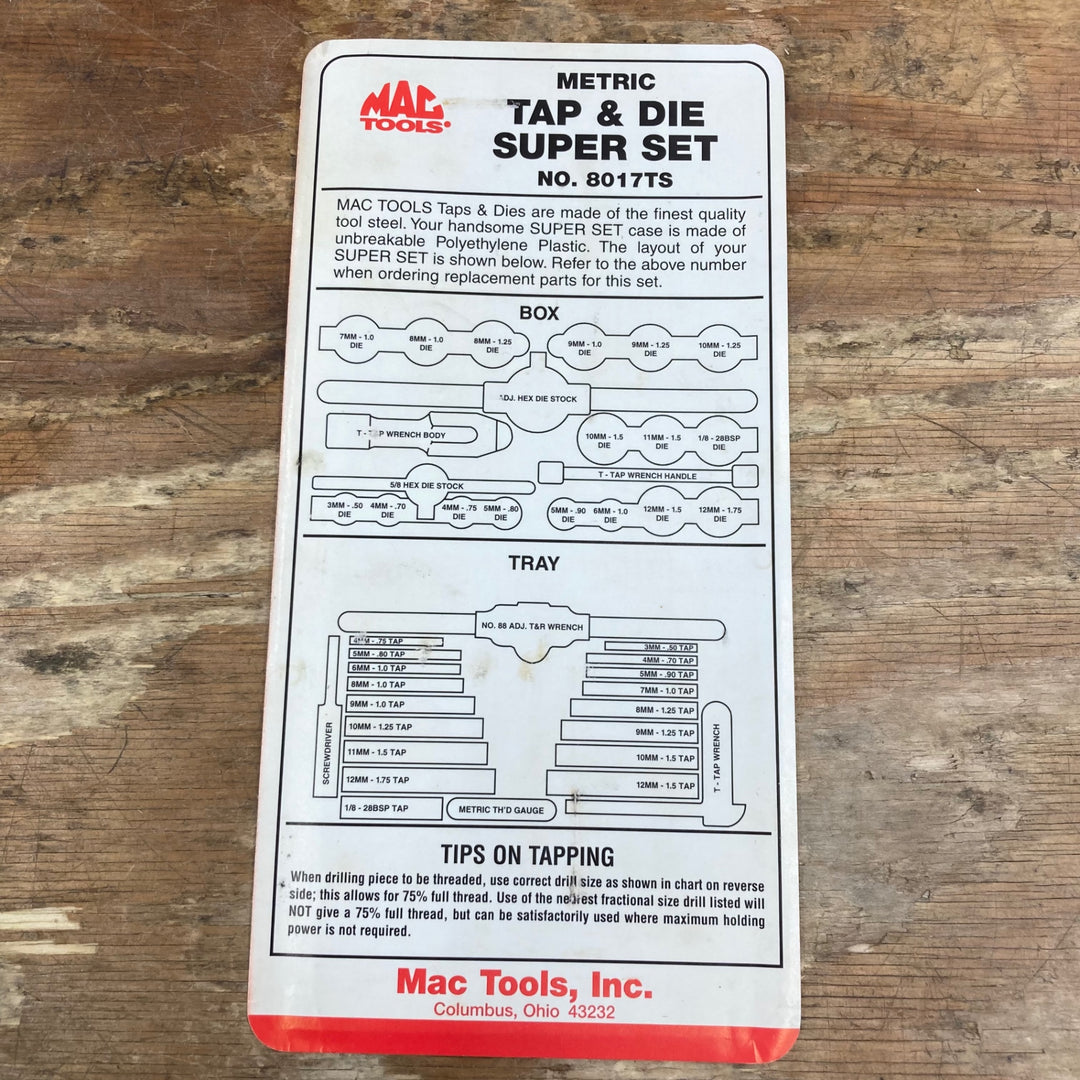 MAC
TOOLS®
METRIC
TAP & DIE
SUPER SET
NO. 8017TS
MAC TOOLS Taps & Dies are made of the finest quality
tool steel. Your handsome SUPER SET case is made of
unbreakable Polyethylene Plastic. The layout of your
SUPER SET is shown below. Refer to the above number
when ordering replacement parts for this set.
BOX
7MM - 1.0
DIE
8MM - 1.0
DIE
8MM - 1.25
DIE
9MM - 1.0
DIE
9MM - 1.25
DIE
10MM - 1.25
DIE
ADJ. HEX DIE STOCK
T - TAP WRENCH BODY
10MM - 1.5
DIE
11MM - 1.5
DIE
1/8 - 28BSP
DIE
T - TAP WRENCH HANDLE
5/8 HEX DIE STOCK
3MM - .50
DIE
4MM - .70
DIE
4MM - .75
DIE
5MM - .80
DIE
5MM - .90
DIE
6MM - 1.0
DIE
12MM - 1.5
DIE
12MM - 1.75
DIE
TRAY
NO. 88 ADJ. T&R WRENCH
4MM - .75 TAP
5MM - .80 TAP
6MM - 1.0 TAP
8MM - 1.0 TAP
9MM - 1.0 TAP
10MM - 1.25 TAP
11MM - 1.5 TAP
12MM - 1.75 TAP
1/8 - 28BSP TAP
SCREWDRIVER
METRIC TH'D GAUGE
3MM - .50 TAP
4MM - .70 TAP
5MM - .90 TAP
7MM - 1.0 TAP
8MM - 1.25 TAP
9MM - 1.25 TAP
10MM - 1.5 TAP
12MM - 1.5 TAP
T - TAP WRENCH
TIPS ON TAPPING
When drilling piece to be threaded, use correct drill size as shown in chart on reverse
side; this allows for 75% full thread. Use of the nearest fractional size drill listed will
NOT give a 75% full thread, but can be satisfactorily used where maximum holding
power is not required.
Mac Tools, Inc.
Columbus, Ohio 43232